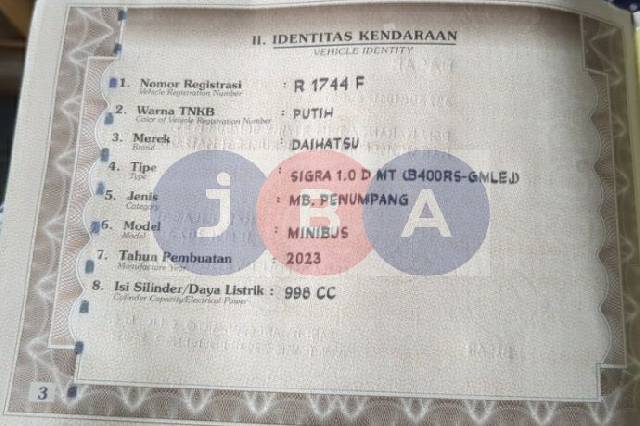 II. IDENTITAS KENDARAAN
VEHICLE IDENTITY
1. Nomor Registrasi : R 1744 F
Vehicle Registration Number
2. Warna TNKB : PUTIH
Color of Vehicle Registration Number
3. Merek : DAIHATSU
Brand
4. Tipe : SIGRA 1.0 D MT (B400RS-GMLEJ)
Type
5. Jenis : MB. PENUMPANG
Category
6. Model : MINIBUS
Model
7. Tahun Pembuatan : 2023
Manufacture Year
8. Isi Silinder/Daya Listrik : 998 CC
Cylinder Capacity/Electrical Power
3
JBA